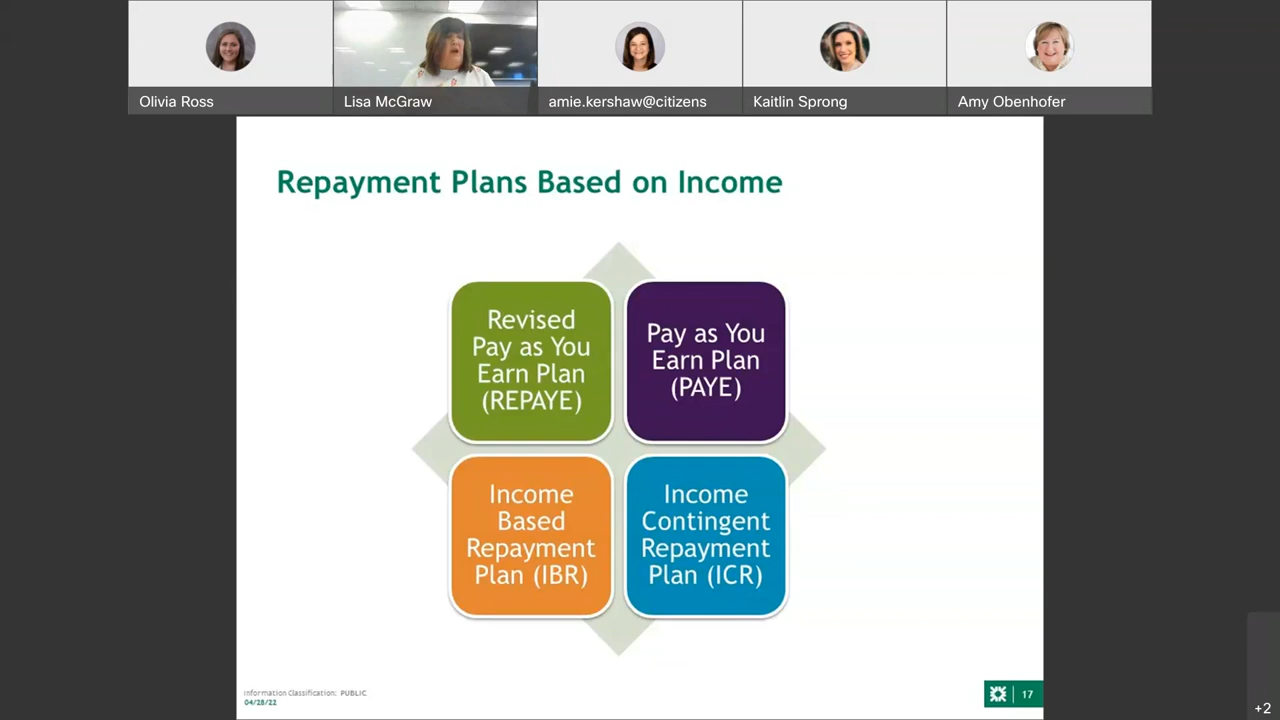 Olivia Ross
Lisa McGraw
amie.kershaw@citizens
Kaitlin Sprong
Amy Obenhofer
Repayment Plans Based on Income
Revised
Pay as You
Earn Plan
(REPAYE)
Pay as You
Earn Plan
(PAYE)
Income
Based
Repayment
Plan (IBR)
Income
Contingent
Repayment
Plan (ICR)
Information Classification: PUBLIC
04/28/22
17
+2